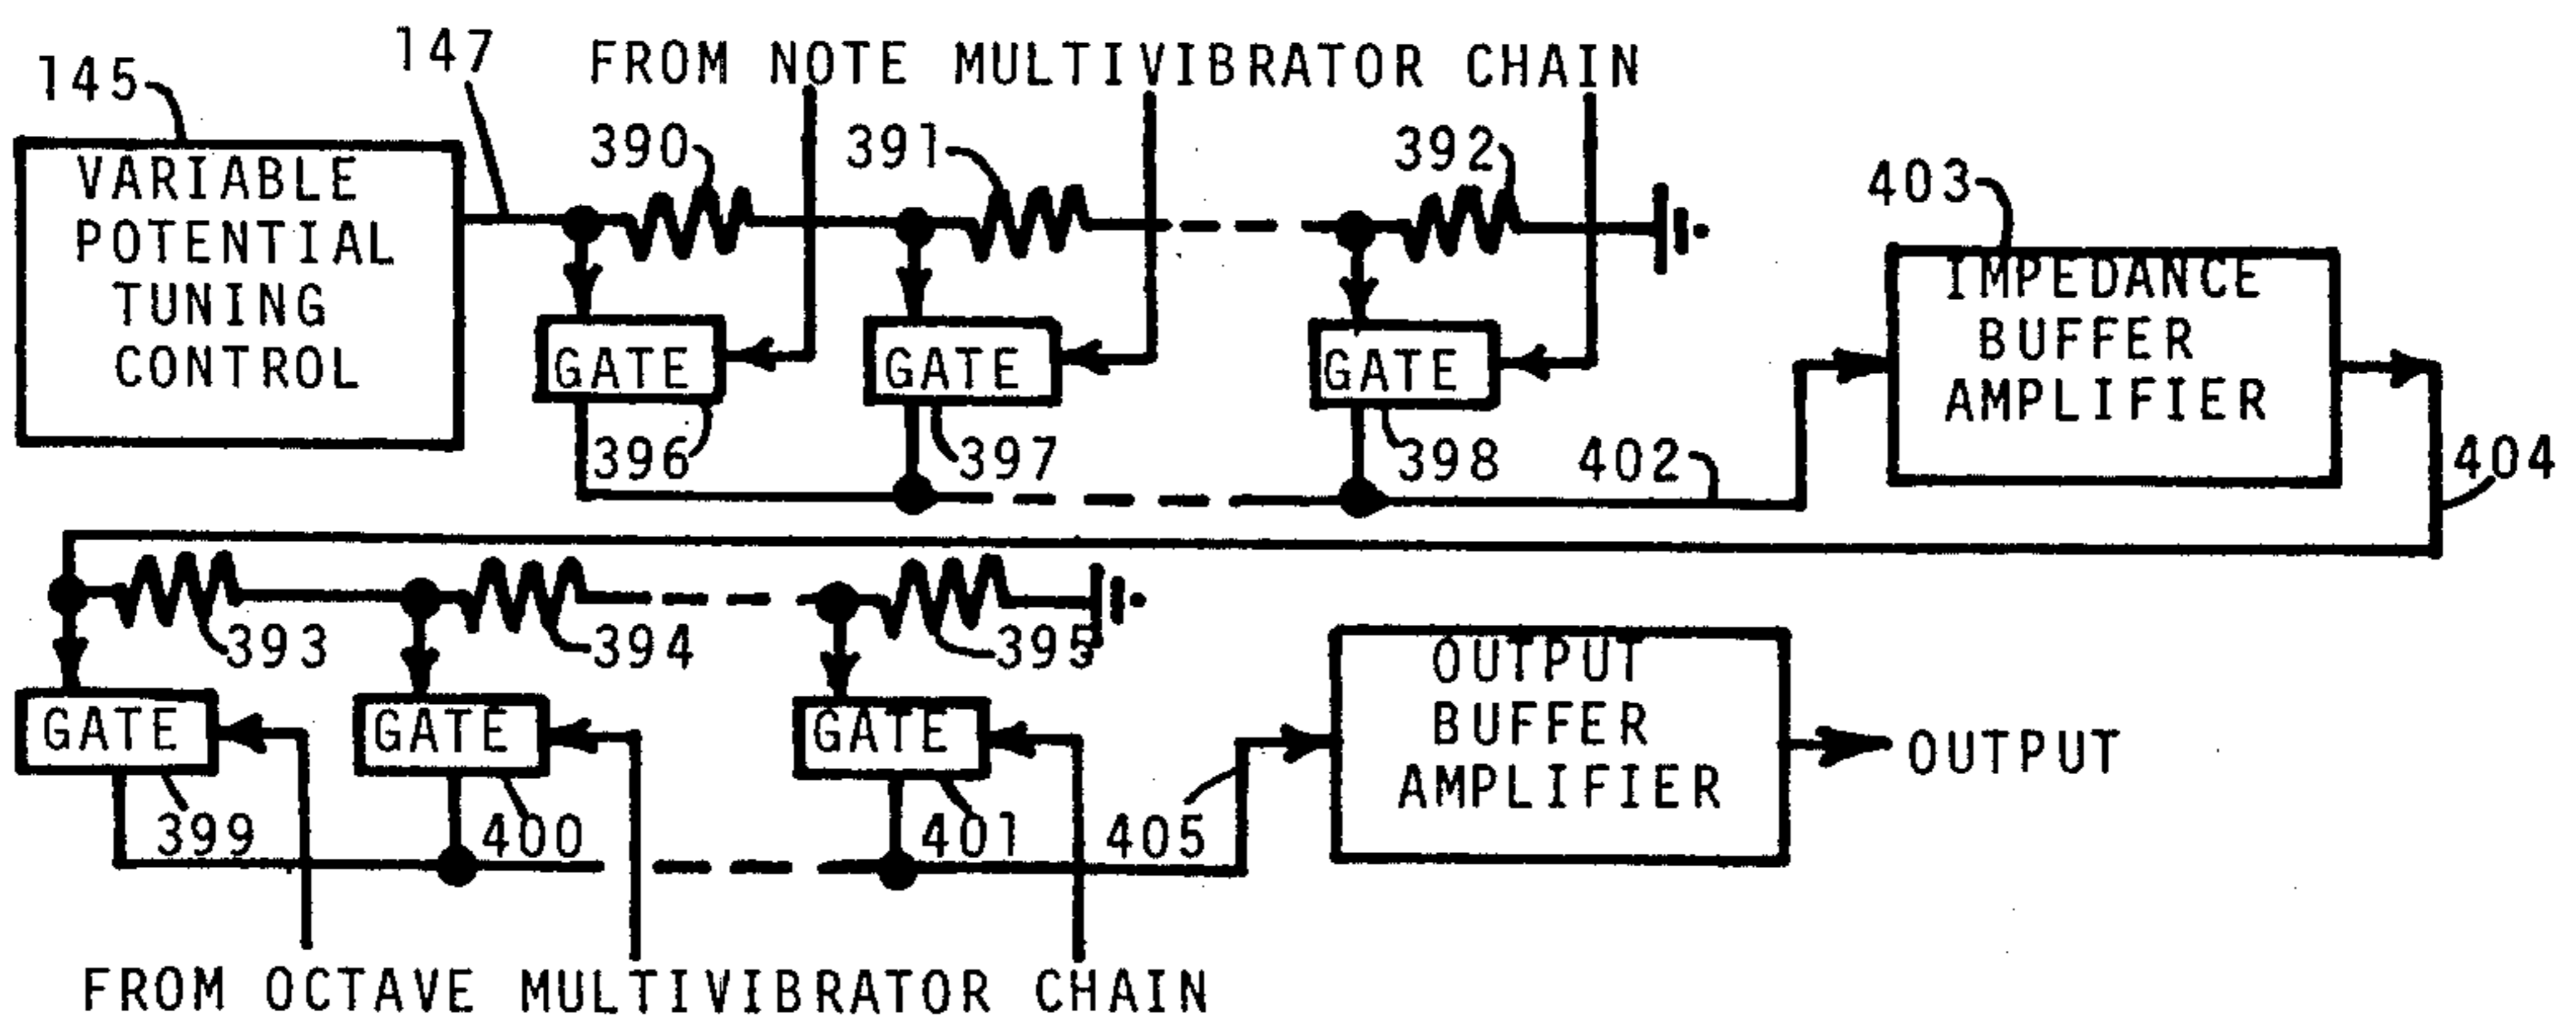 145
147
FROM NOTE MULTIVIBRATOR CHAIN
390
391
392
403
VARIABLE
POTENTIAL
TUNING
CONTROL
GATE
GATE
GATE
IMPEDANCE
BUFFER
AMPLIFIER
396
397
398
402
404
393
394
395
GATE
GATE
GATE
OUTPUT
BUFFER
AMPLIFIER
OUTPUT
399
400
401
405
FROM OCTAVE MULTIVIBRATOR CHAIN